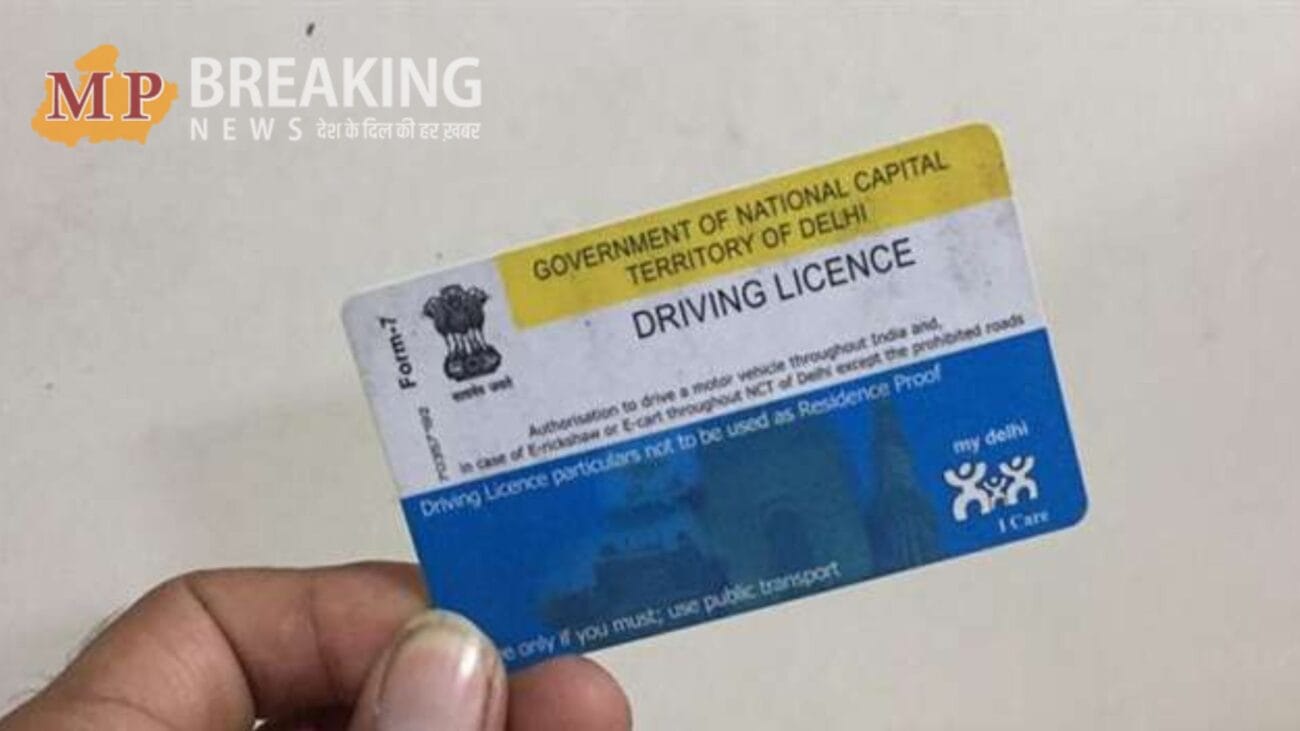 MP BREAKING
NEWS देश के दिल की हर ख़बर
GOVERNMENT OF NATIONAL CAPITAL
TERRITORY OF DELHI
DRIVING LICENCE
Form-7
सत्यमेव जयते
Authorisation to drive a motor vehicle throughout India and,
in case of E-rickshaw or E-cart throughout NCT of Delhi except the prohibited roads
Driving Licence particulars not to be used as Residence Proof
my delhi
I Care
only if you must; use public transport